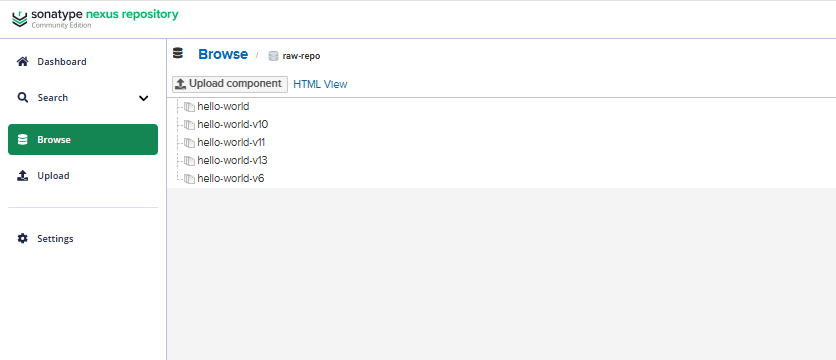 sonatype nexus repository
Community Edition
Dashboard
Search
Browse
Upload
Settings
Browse / raw-repo
Upload component HTML View
hello-world
hello-world-v10
hello-world-v11
hello-world-v13
hello-world-v6